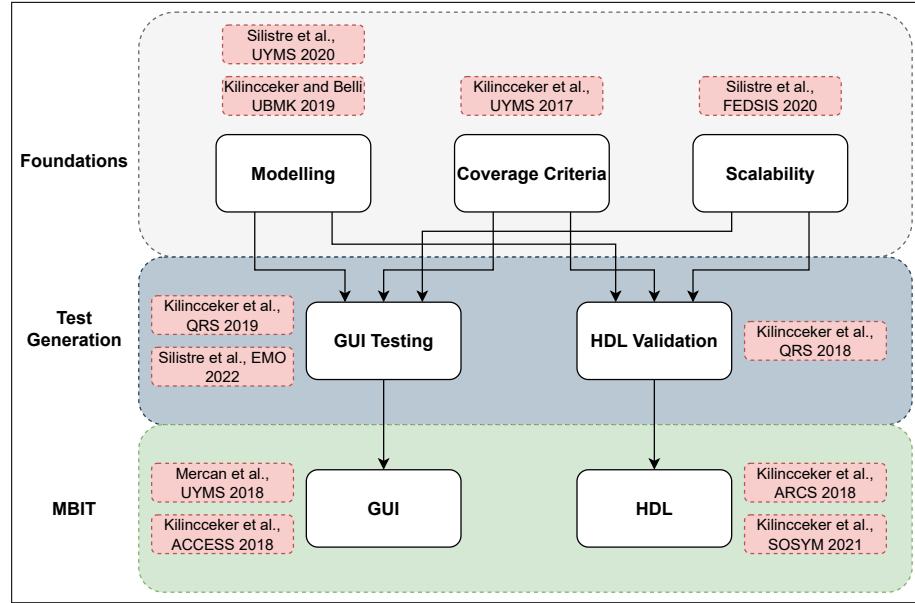 Silistre et al.,
UYMS 2020
Kilincceker and Belli
UBMK 2019
Kilincceker et al.,
UYMS 2017
Silistre et al.,
FEDSIS 2020
Foundations
Modelling
Coverage Criteria
Scalability
Test
Generation
Kilincceker et al.,
QRS 2019
Silistre et al., EMO
2022
GUI Testing
HDL Validation
Kilincceker et al.,
QRS 2018
MBIT
Mercan et al.,
UYMS 2018
Kilincceker et al.,
ACCESS 2018
GUI
HDL
Kilincceker et al.,
ARCS 2018
Kilincceker et al.,
SOSYM 2021